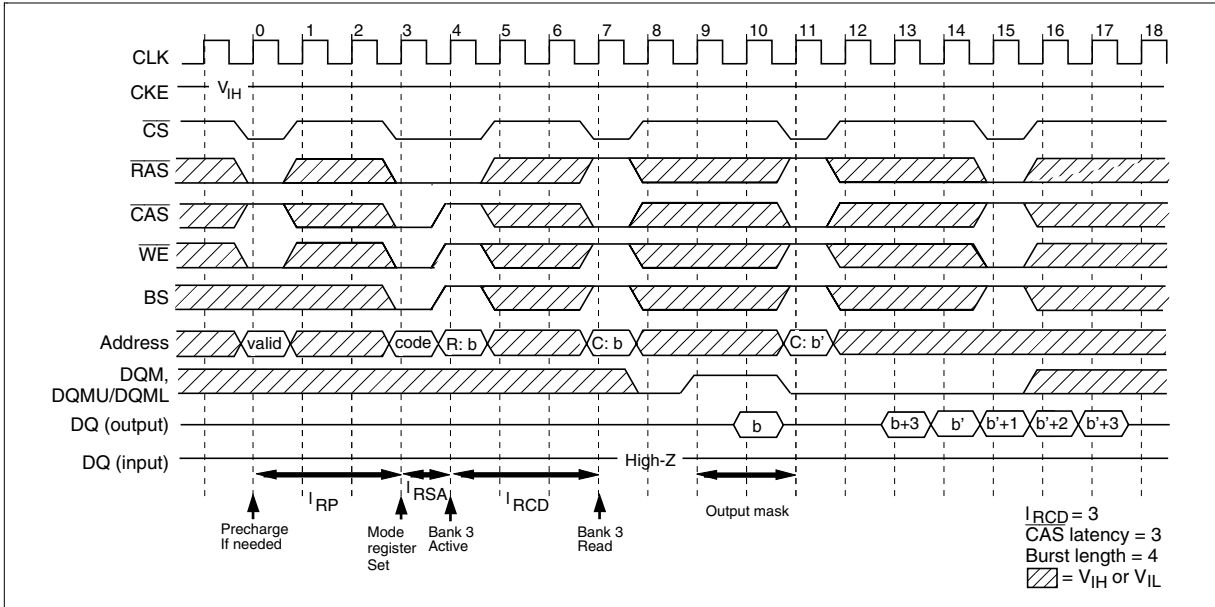 0 1 2 3 4 5 6 7 8 9 10 11 12 13 14 15 16 17 18
CLK
CKE VIH
CS
RAS
CAS
WE
BS
Address valid code R: b C: b C: b'
DQM,
DQMU/DQML
DQ (output) b b+3 b' b'+1 b'+2 b'+3
DQ (input) High-Z
lRP lRSA lRCD Output mask
Precharge
If needed
Mode
register
Set
Bank 3
Active
Bank 3
Read
lRCD = 3
CAS latency = 3
Burst length = 4
= VIH or VIL